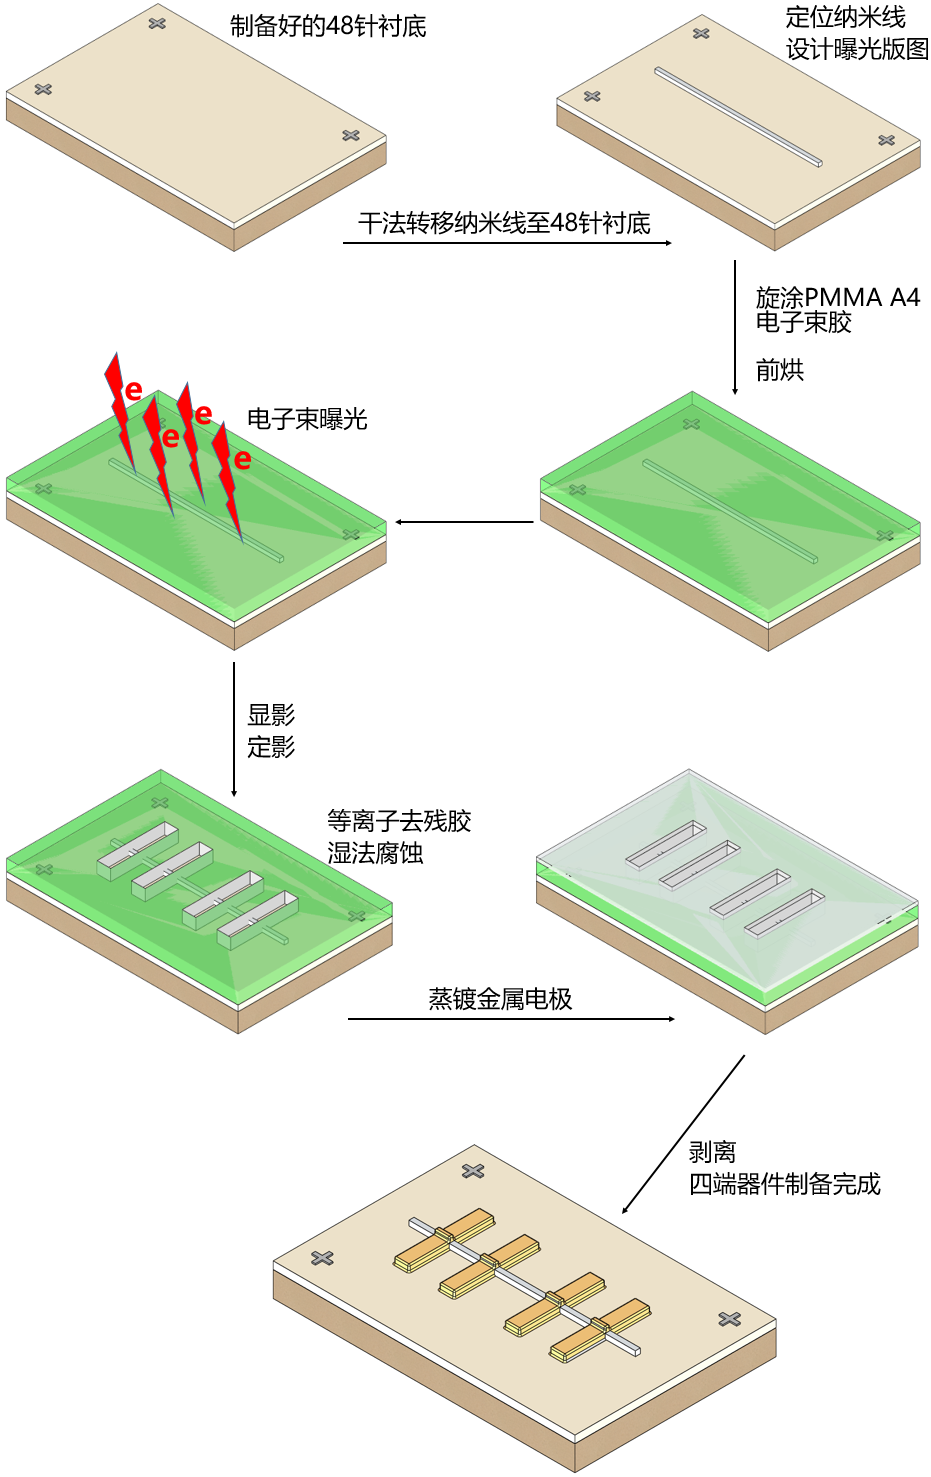 制备好的48针衬底
定位纳米线
设计曝光版图
干法转移纳米线至48针衬底
旋涂PMMA A4
电子束胶
前烘
e
e
e
e
电子束曝光
显影
定影
等离子去残胶
湿法腐蚀
蒸镀金属电极
剥离
四端器件制备完成